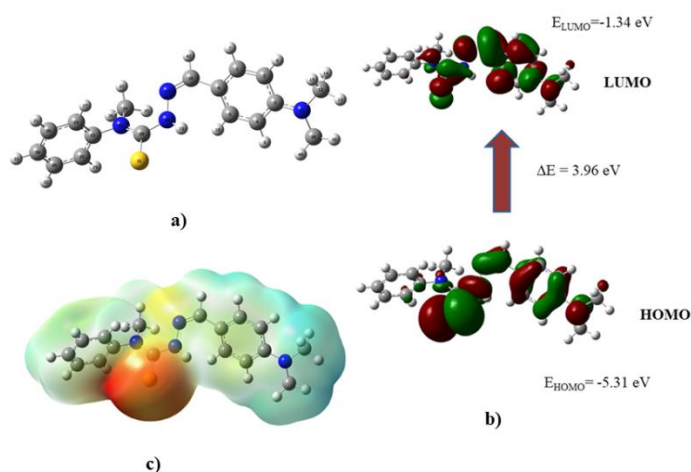 a)
E_LUMO=-1.34 eV
LUMO
ΔE = 3.96 eV
HOMO
E_HOMO= -5.31 eV
b)
c)